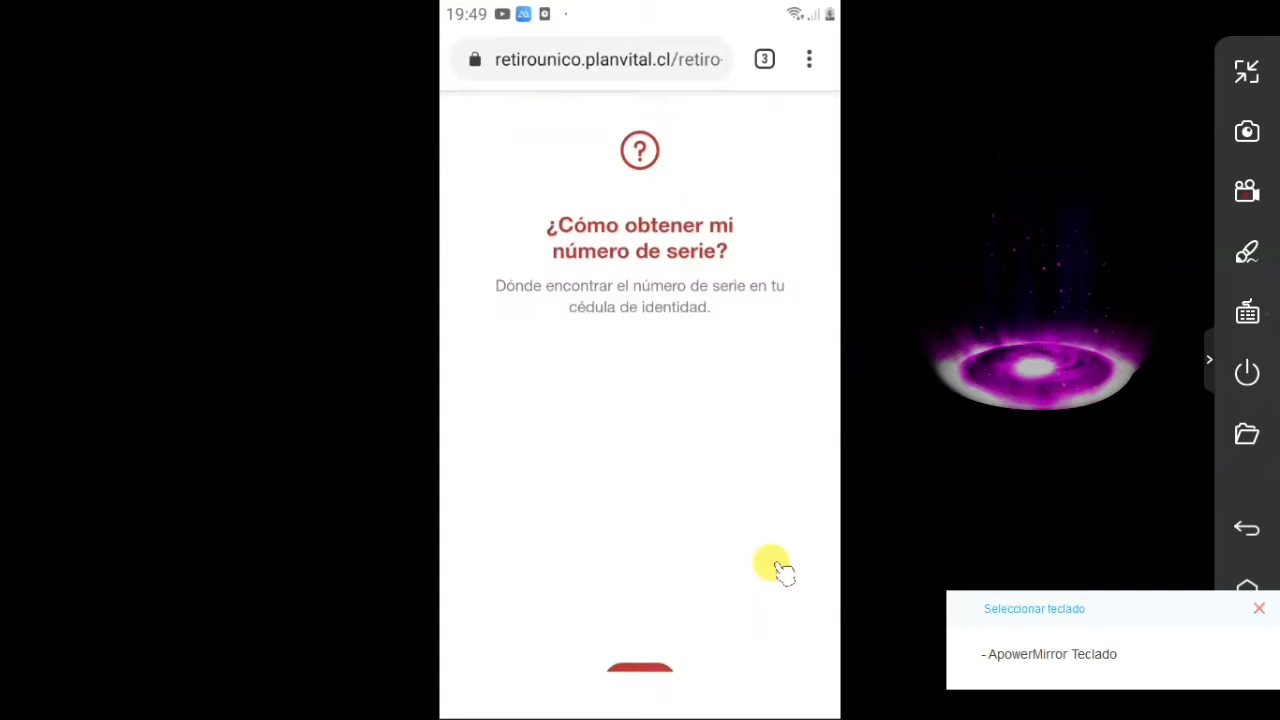 19:49
retirounico.planvital.cl/retiro
3
¿Cómo obtener mi
número de serie?
Dónde encontrar el número de serie en tu
cédula de identidad.
Seleccionar teclado
- ApowerMirror Teclado